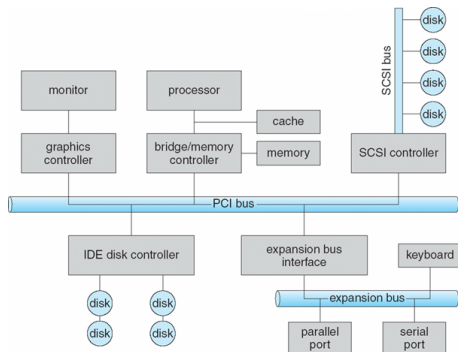 disk
disk
disk
disk
SCSI bus
monitor
processor
cache
graphics
controller
bridge/memory
controller
memory
SCSI controller
PCI bus
IDE disk controller
expansion bus
interface
keyboard
disk
disk
disk
disk
expansion bus
parallel
port
serial
port